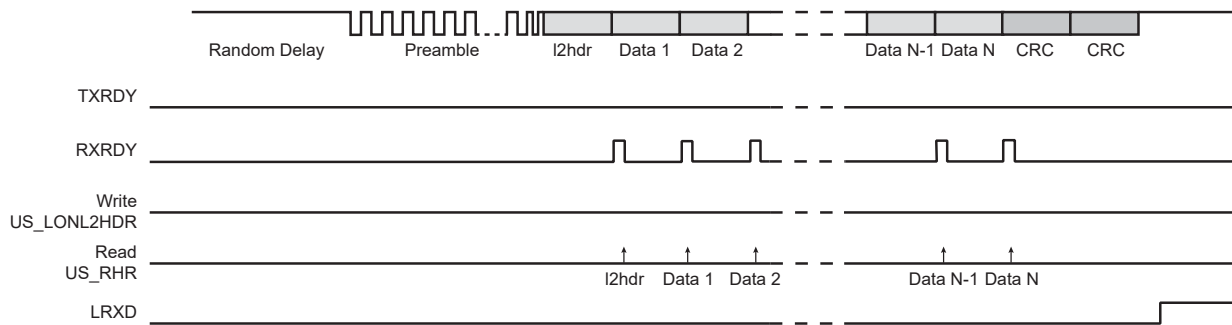 Random Delay Preamble l2hdr Data 1 Data 2 Data N-1 Data N CRC CRC
TXRDY
RXRDY
Write
US_LONL2HDR
Read
US_RHR
l2hdr Data 1 Data 2 Data N-1 Data N
LRXD